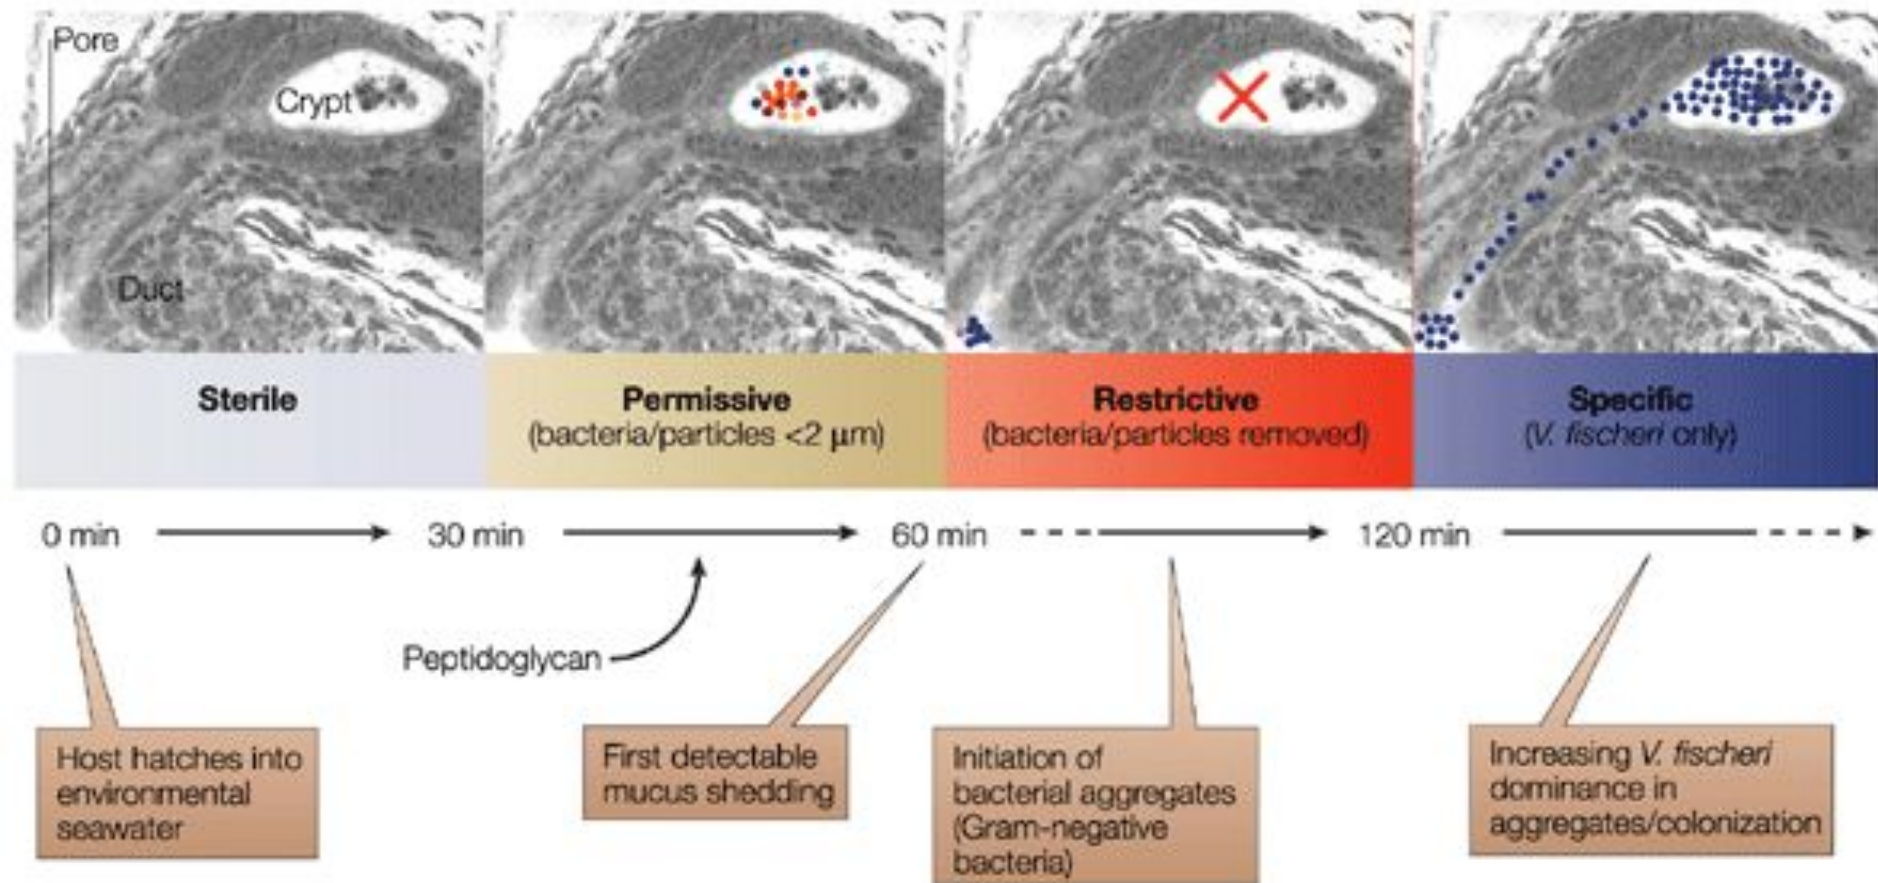 Pore
Crypt
Duct
Sterile
Permissive
(bacteria/particles <2 μm)
Restrictive
(bacteria/particles removed)
Specific
(V. fischeri only)
0 min
30 min
60 min
120 min
Peptidoglycan
Host hatches into
environmental
seawater
First detectable
mucus shedding
Initiation of
bacterial aggregates
(Gram-negative
bacteria)
Increasing V. fischeri
dominance in
aggregates/colonization